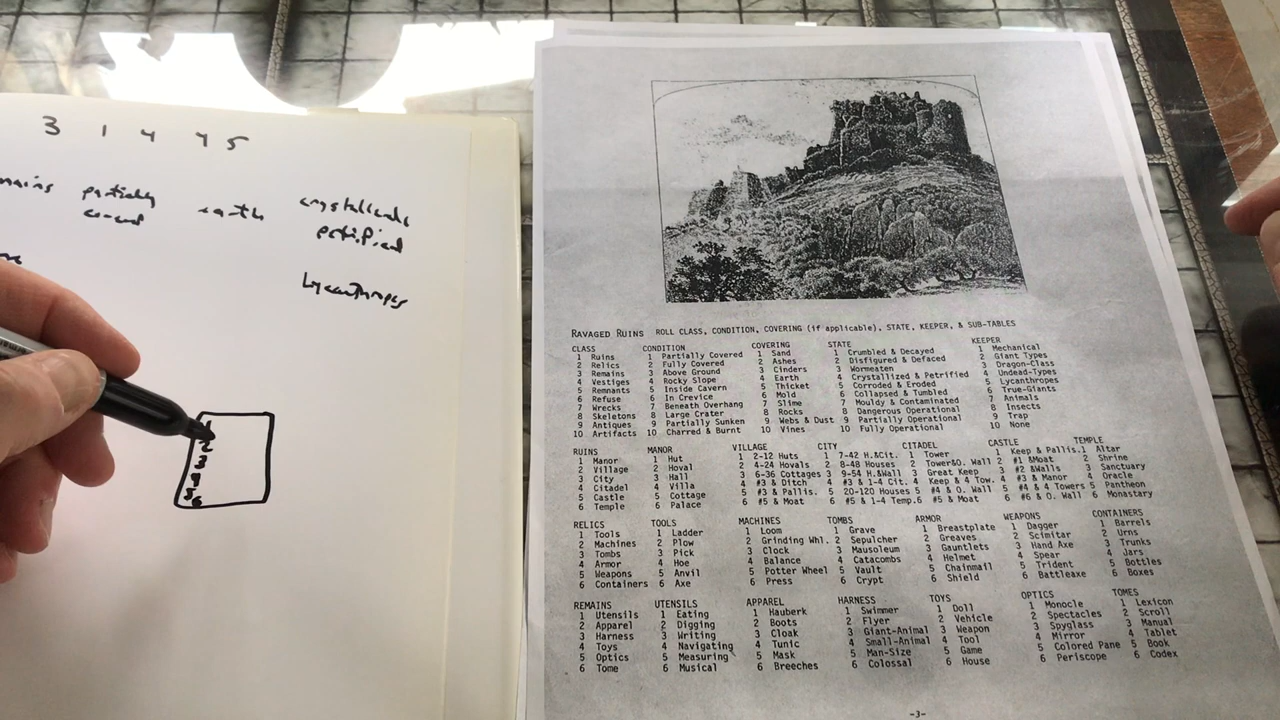 3 1 4 4 5
partially
earth
crystallized
petrified
Lycanthropes
1
2
3
4
5
6
RAVAGED RUINS ROLL CLASS, CONDITION, COVERING (if applicable), STATE, KEEPER, & SUB-TABLES
CLASS CONDITION COVERING STATE KEEPER
1 Ruins 1 Partially Covered 1 Sand 1 Crumbled & Decayed 1 Mechanical
2 Relics 2 Fully Covered 2 Ashes 2 Disfigured & Defaced 2 Giant Types
3 Remains 3 Above Ground 3 Cinders 3 Wormeaten 3 Dragon-Class
4 Vestiges 4 Rocky Slope 4 Earth 4 Crystallized & Petrified 4 Undead-Types
5 Remnants 5 Inside Cavern 5 Thicket 5 Corroded & Eroded 5 Lycanthropes
6 Refuse 6 In Crevice 6 Mold 6 Collapsed & Tumbled 6 True-Giants
7 Wrecks 7 Beneath Overhang 7 Slime 7 Mouldy & Contaminated 7 Animals
8 Skeletons 8 Large Crater 8 Rocks 8 Dangerous Operational 8 Insects
9 Antiques 9 Partially Sunken 9 Webs & Dust 9 Partially Operational 9 Trap
10 Artifacts 10 Charred & Burnt 10 Vines 10 Fully Operational 10 None
RUINS MANOR VILLAGE CITY CITADEL CASTLE TEMPLE
1 Manor 1 Hut 1 2-12 Huts 1 7-42 H.&Cit. 1 Tower 1 Keep & Pallis. 1 Altar
2 Village 2 Hoval 2 4-24 Hovals 2 8-48 Houses 2 Tower&O. Wall 2 #1 &Moat 2 Shrine
3 City 3 Hall 3 6-36 Cottages 3 9-54 H.&Wall 3 Great Keep 3 #2 &Walls 3 Sanctuary
4 Citadel 4 Villa 4 #3 & Ditch 4 #3 & 1-4 Cit. 4 Keep & 4 Tow. 4 #3 & Manor 4 Oracle
5 Castle 5 Cottage 5 #3 & Pallis. 5 20-120 Houses 5 #4 & O. Wall 5 #4 & 4 Towers 5 Pantheon
6 Temple 6 Palace 6 #5 & Moat 6 #5 & 1-4 Temp. 6 #5 & Moat 6 #6 & O. Wall 6 Monastary
RELICS TOOLS MACHINES TOMBS ARMOR WEAPONS CONTAINERS
1 Tools 1 Ladder 1 Loom 1 Grave 1 Breastplate 1 Dagger 1 Barrels
2 Machines 2 Plow 2 Grinding Whl. 2 Sepulcher 2 Greaves 2 Scimitar 2 Urns
3 Tombs 3 Pick 3 Clock 3 Mausoleum 3 Gauntlets 3 Hand Axe 3 Trunks
4 Armor 4 Hoe 4 Balance 4 Catacombs 4 Helmet 4 Spear 4 Jars
5 Weapons 5 Anvil 5 Potter Wheel 5 Vault 5 Chainmail 5 Trident 5 Bottles
6 Containers 6 Axe 6 Press 6 Crypt 6 Shield 6 Battleaxe 6 Boxes
REMAINS UTENSILS APPAREL HARNESS TOYS OPTICS TOMES
1 Utensils 1 Eating 1 Hauberk 1 Swimmer 1 Doll 1 Monocle 1 Lexicon
2 Apparel 2 Digging 2 Boots 2 Flyer 2 Vehicle 2 Spectacles 2 Scroll
3 Harness 3 Writing 3 Cloak 3 Giant-Animal 3 Weapon 3 Spyglass 3 Manual
4 Toys 4 Navigating 4 Tunic 4 Small-Animal 4 Tool 4 Mirror 4 Tablet
5 Optics 5 Measuring 5 Mask 5 Man-Size 5 Game 5 Colored Pane 5 Book
6 Tome 6 Musical 6 Breeches 6 Colossal 6 House 6 Periscope 6 Codex
-3-